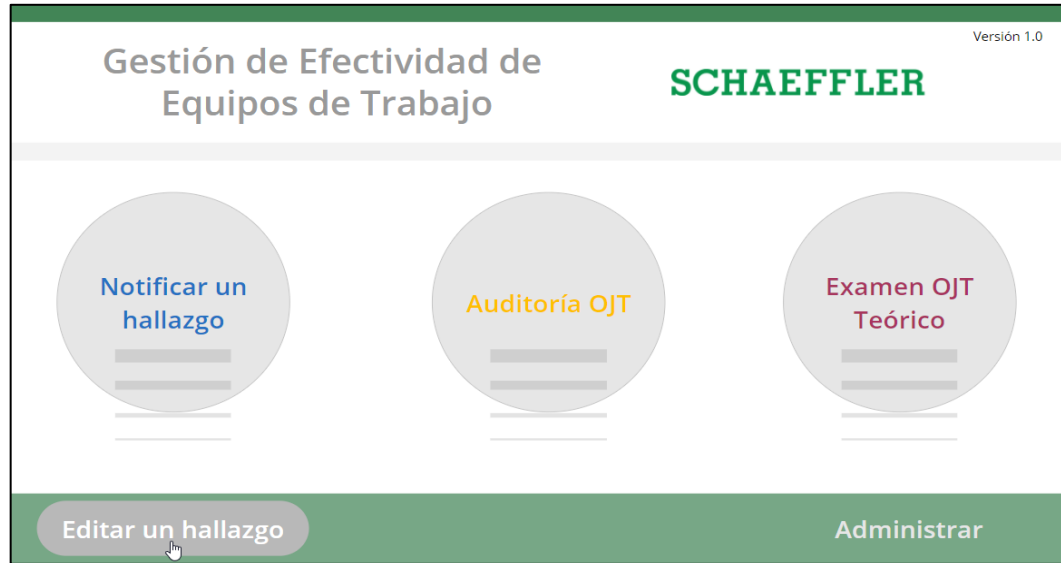 Versión 1.0
Gestión de Efectividad de
Equipos de Trabajo
SCHAEFFLER
Notificar un
hallazgo
Auditoría OJT
Examen OJT
Teórico
Editar un hallazgo
Administrar